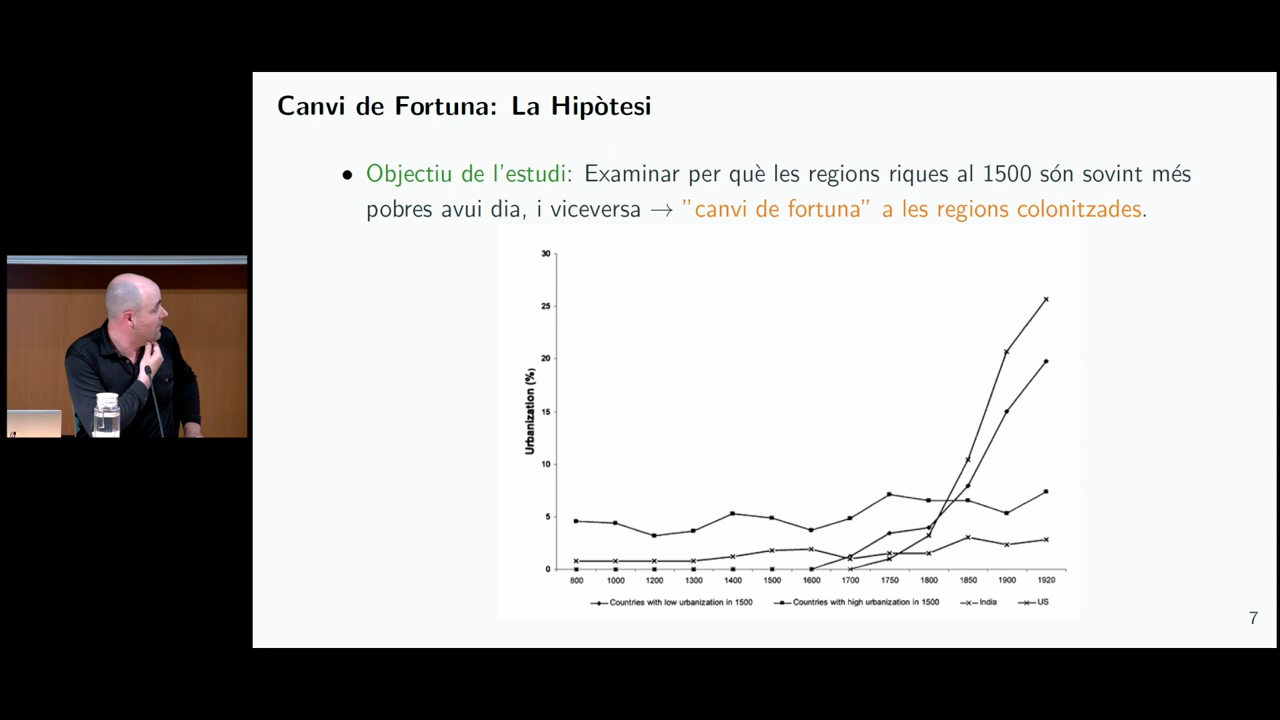 Canvi de Fortuna: La Hipòtesi
• Objectiu de l'estudi: Examinar per què les regions riques al 1500 són sovint més
pobres avui dia, i viceversa → "canvi de fortuna" a les regions colonitzades.
30
25
20
15
10
5
0
Urbanization (%)
800 1000 1200 1300 1400 1500 1600 1700 1750 1800 1850 1900 1920
Countries with low urbanization in 1500 Countries with high urbanization in 1500 India US
7